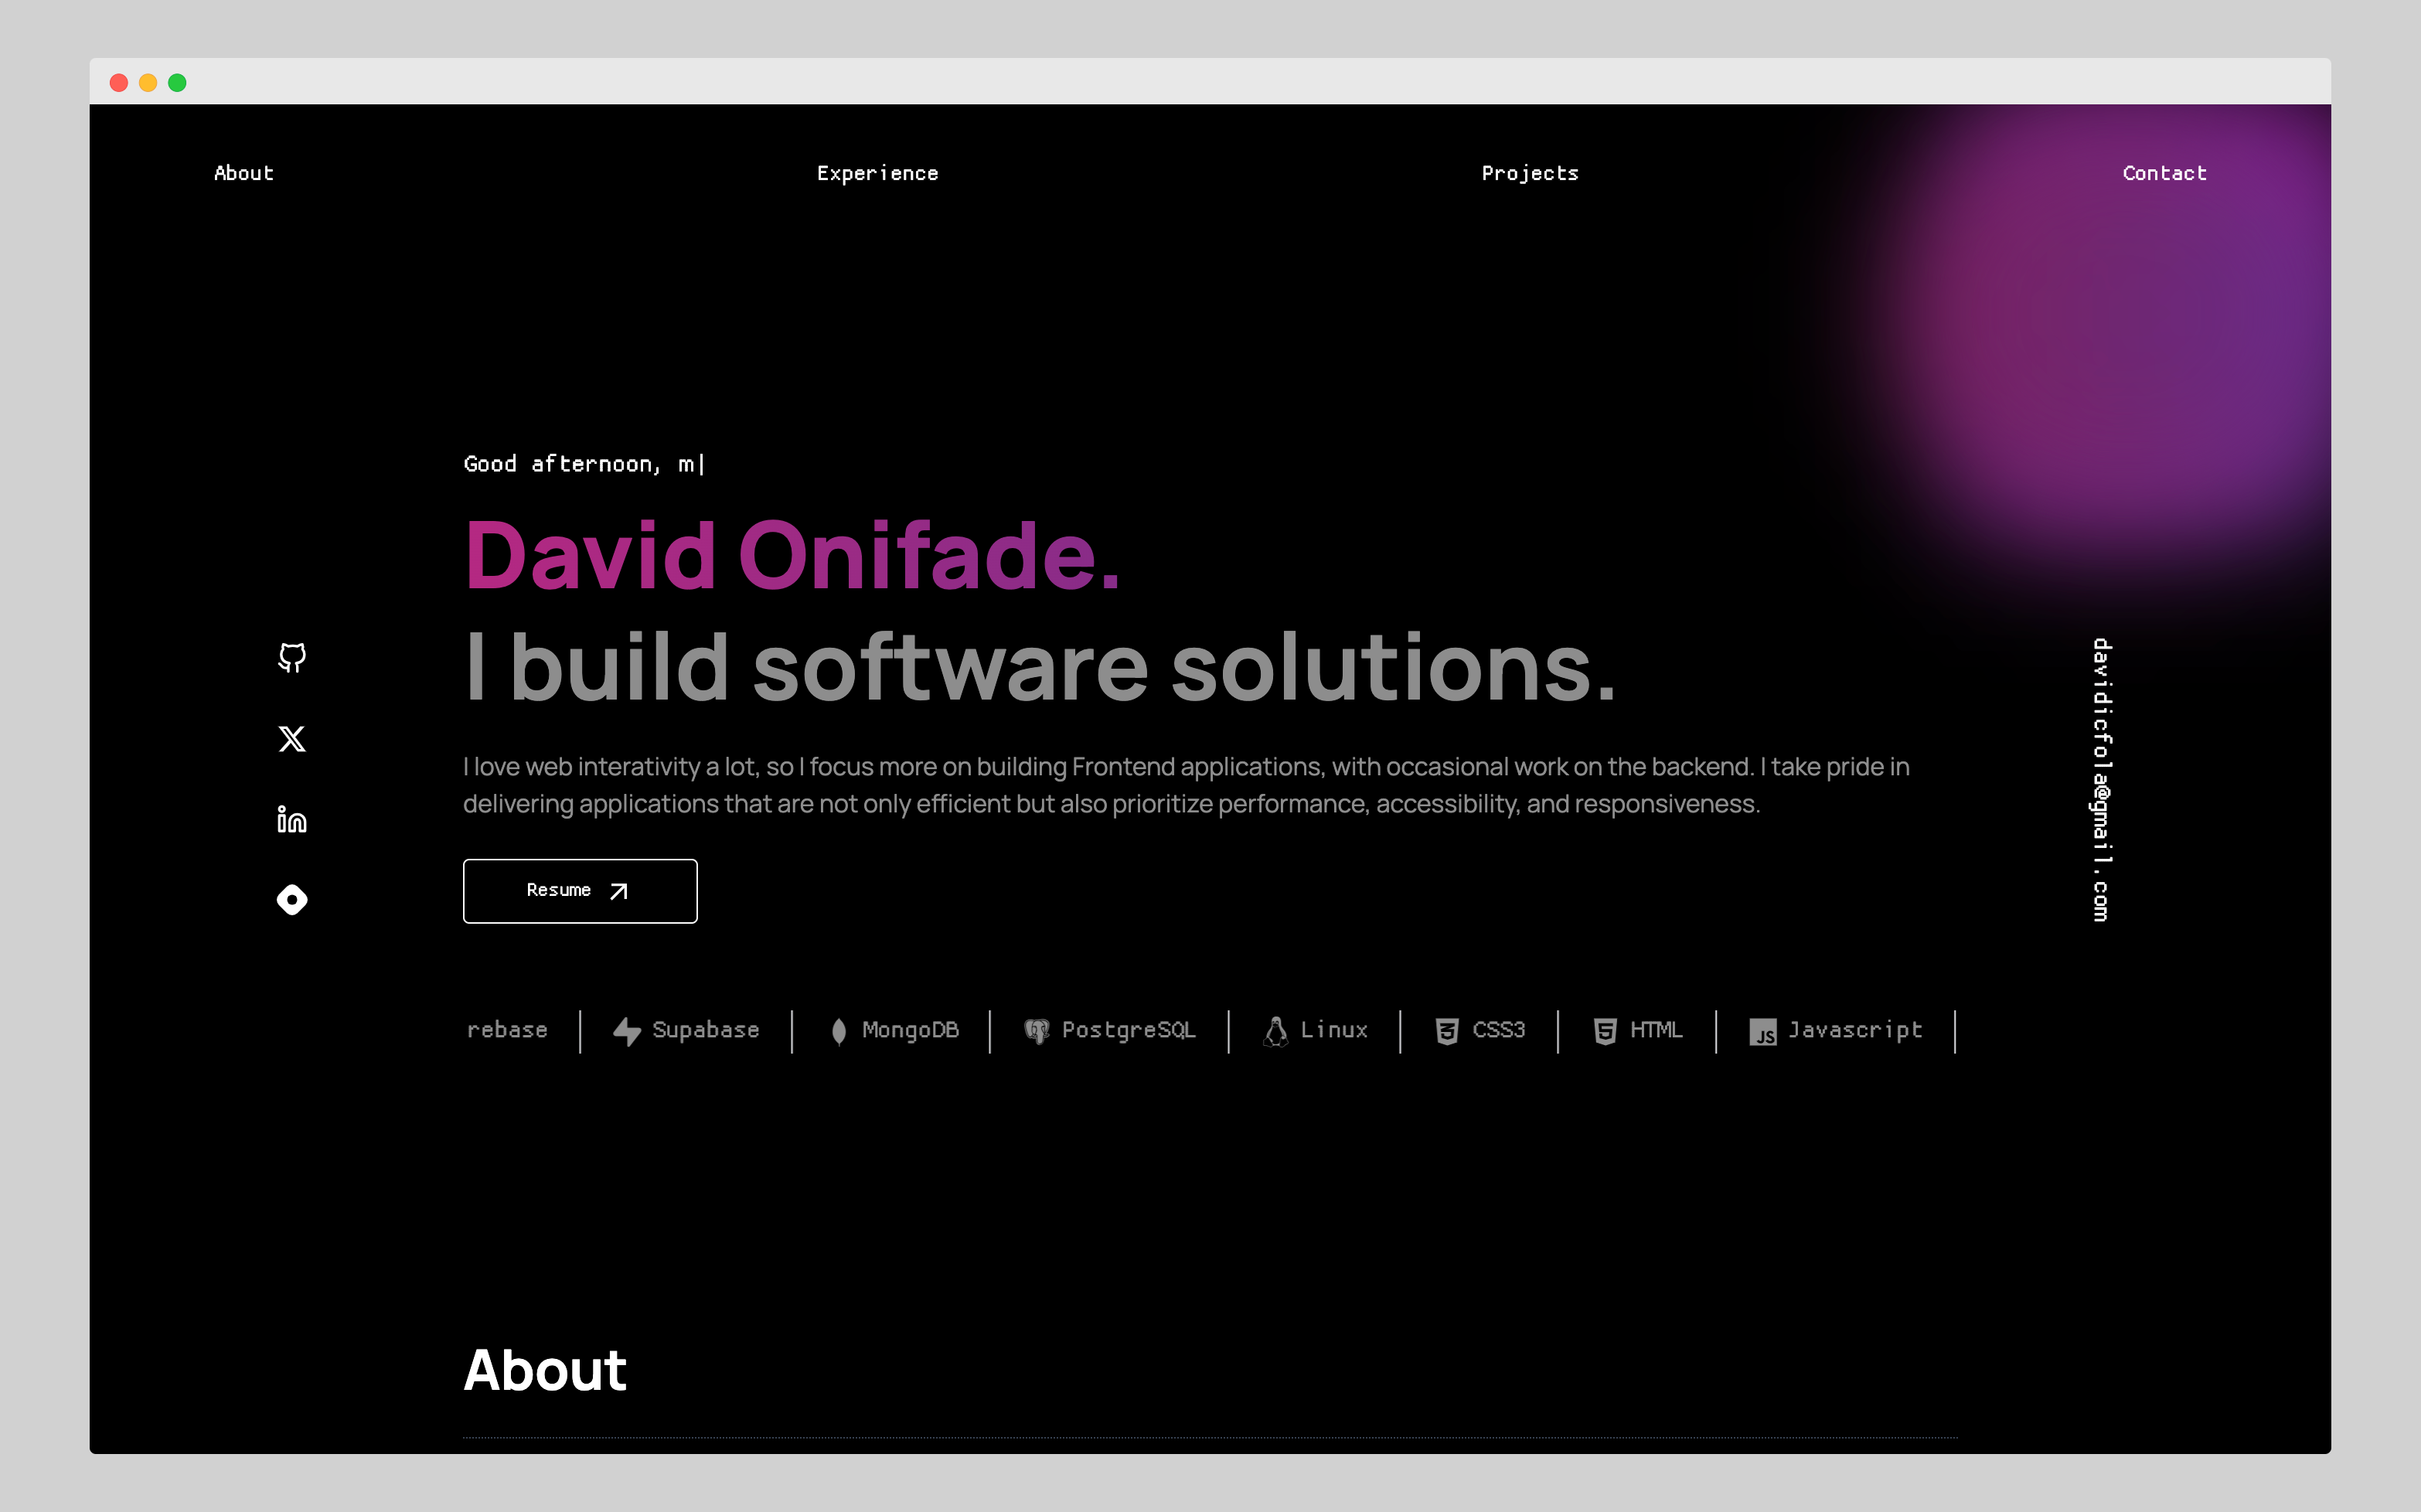 About Experience Projects Contact
Good afternoon, m|
David Onifade.
I build software solutions.
I love web interativity a lot, so I focus more on building Frontend applications, with occasional work on the backend. I take pride in
delivering applications that are not only efficient but also prioritize performance, accessibility, and responsiveness.
davidicfola@gmail.com
Resume
rebase | Supabase | MongoDB | PostgreSQL | Linux | CSS3 | HTML | JS Javascript |
About